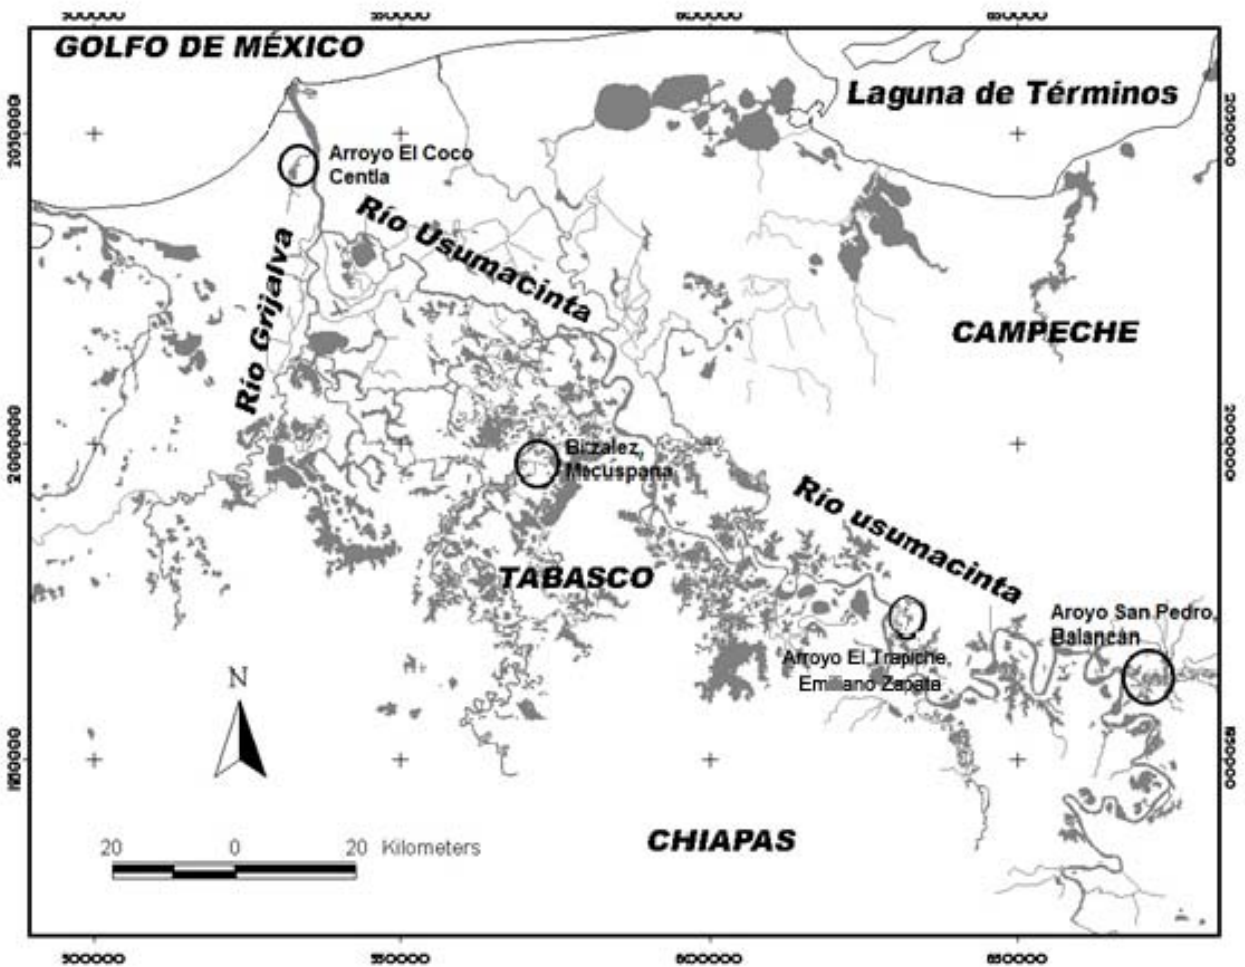 GOLFO DE MÉXICO
Laguna de Términos
Arroyo El Coco
Centla
Río Usumacinta
Río Grijalva
CAMPECHE
Bitzalez,
Macuspana
Río usumacinta
TABASCO
Aroyo San Pedro,
Balancán
Arroyo El Trapiche,
Emiliano Zapata
N
CHIAPAS
20 0 20 Kilometers